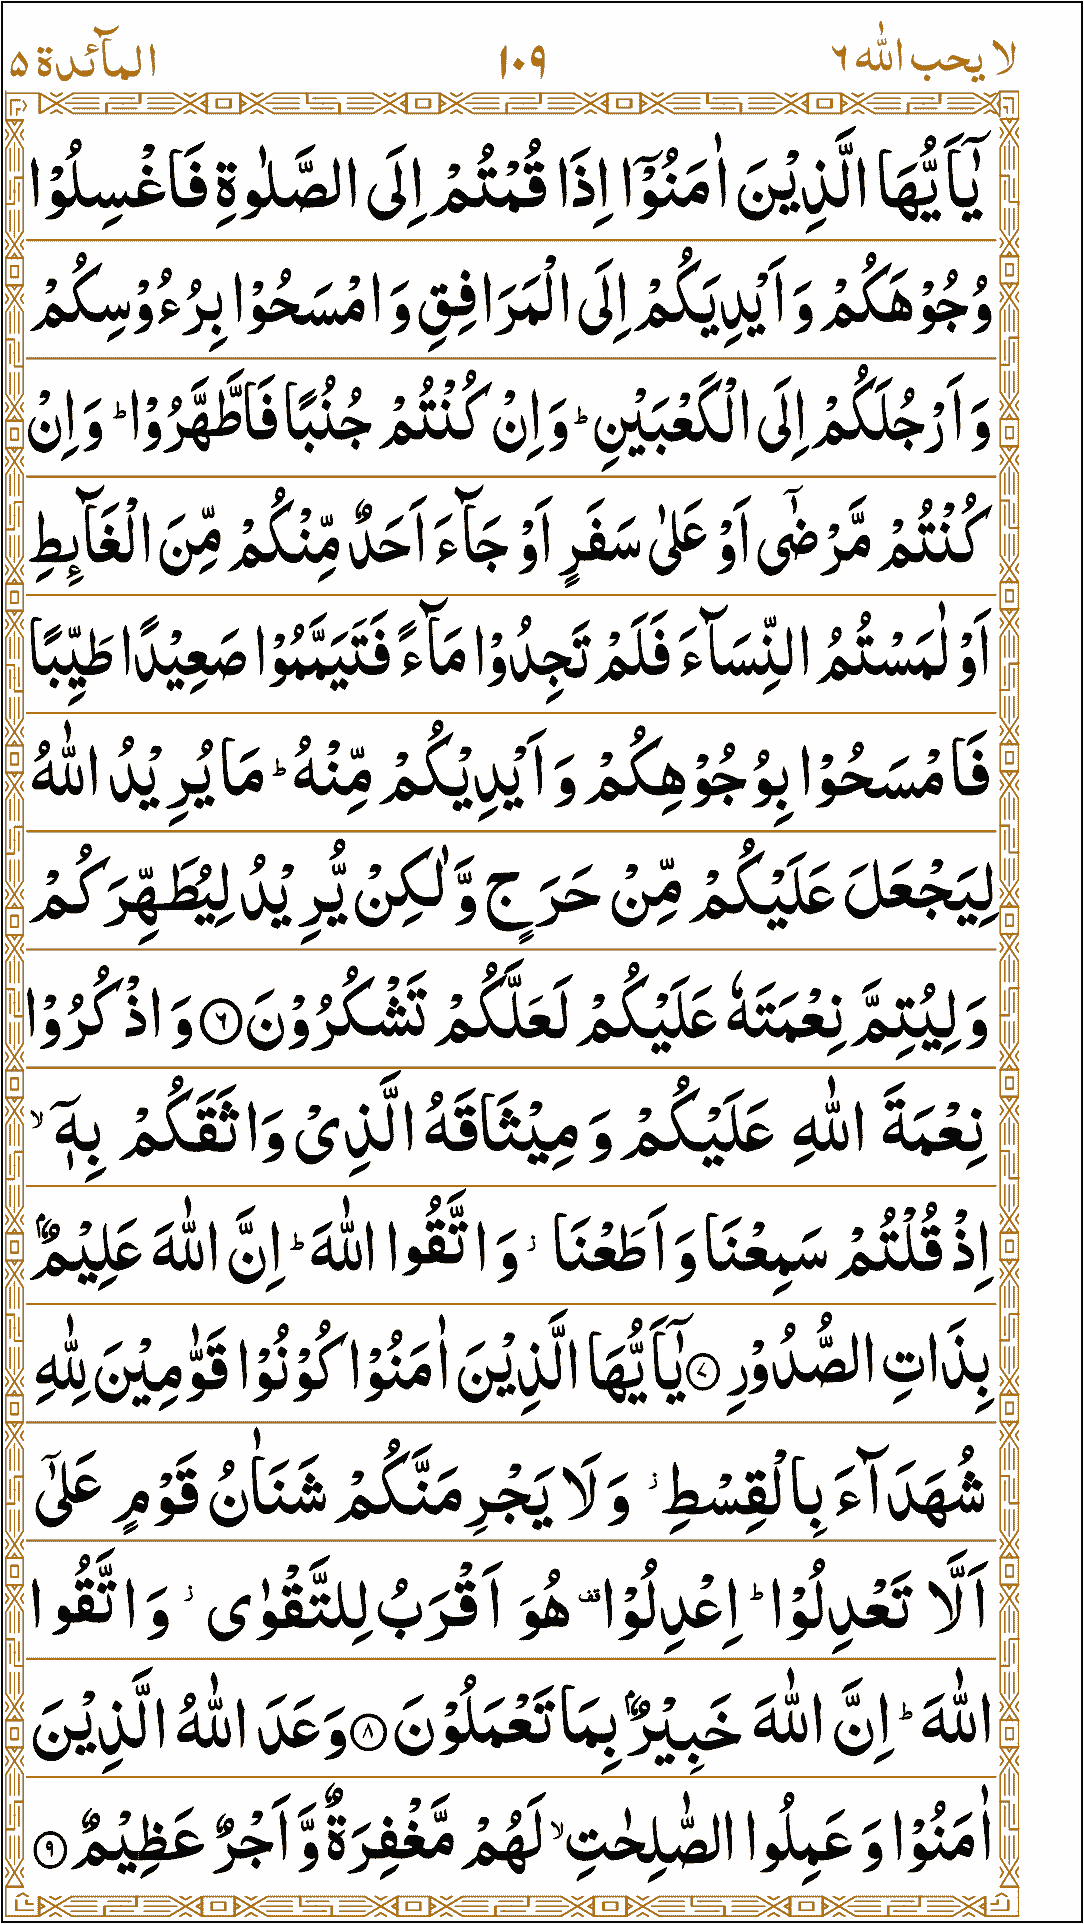 لا يحب الله ٦ ١٠٩ المآئدة ۵
يٰۤاَيُّهَا الَّذِيْنَ اٰمَنُوْۤا اِذَا قُمْتُمْ اِلَى الصَّلٰوةِ فَاغْسِلُوْا
وُجُوْهَكُمْ وَاَيْدِيَكُمْ اِلَى الْمَرَافِقِ وَامْسَحُوْا بِرُءُوْسِكُمْ
وَاَرْجُلَكُمْ اِلَى الْكَعْبَيْنِ ؕ وَاِنْ كُنْتُمْ جُنُبًا فَاطَّهَّرُوْا ؕ وَاِنْ
كُنْتُمْ مَّرْضٰۤى اَوْ عَلٰى سَفَرٍ اَوْ جَآءَ اَحَدٌ مِّنْكُمْ مِّنَ الْغَآىِٕطِ
اَوْ لٰمَسْتُمُ النِّسَآءَ فَلَمْ تَجِدُوْا مَآءً فَتَيَمَّمُوْا صَعِيْدًا طَيِّبًا
فَامْسَحُوْا بِوُجُوْهِكُمْ وَاَيْدِيْكُمْ مِّنْهُ ؕ مَا يُرِيْدُ اللّٰهُ
لِيَجْعَلَ عَلَيْكُمْ مِّنْ حَرَجٍ وَّلٰكِنْ يُّرِيْدُ لِيُطَهِّرَكُمْ
وَلِيُتِمَّ نِعْمَتَهٗ عَلَيْكُمْ لَعَلَّكُمْ تَشْكُرُوْنَ ۝٦ وَاذْكُرُوْا
نِعْمَةَ اللّٰهِ عَلَيْكُمْ وَمِيْثَاقَهُ الَّذِىْ وَاثَقَكُمْ بِهٖۤ ۙ
اِذْ قُلْتُمْ سَمِعْنَا وَاَطَعْنَا ؗ وَاتَّقُوا اللّٰهَ ؕ اِنَّ اللّٰهَ عَلِيْمٌۢ
بِذَاتِ الصُّدُوْرِ ۝٧ يٰۤاَيُّهَا الَّذِيْنَ اٰمَنُوْا كُوْنُوْا قَوّٰمِيْنَ لِلّٰهِ
شُهَدَآءَ بِالْقِسْطِ ؗ وَلَا يَجْرِمَنَّكُمْ شَنَاٰنُ قَوْمٍ عَلٰۤى
اَلَّا تَعْدِلُوْا ؕ اِعْدِلُوْا ۫ هُوَ اَقْرَبُ لِلتَّقْوٰى ؗ وَاتَّقُوا
اللّٰهَ ؕ اِنَّ اللّٰهَ خَبِيْرٌۢ بِمَا تَعْمَلُوْنَ ۝٨ وَعَدَ اللّٰهُ الَّذِيْنَ
اٰمَنُوْا وَعَمِلُوا الصّٰلِحٰتِ ۙ لَهُمْ مَّغْفِرَةٌ وَّاَجْرٌ عَظِيْمٌ ۝٩